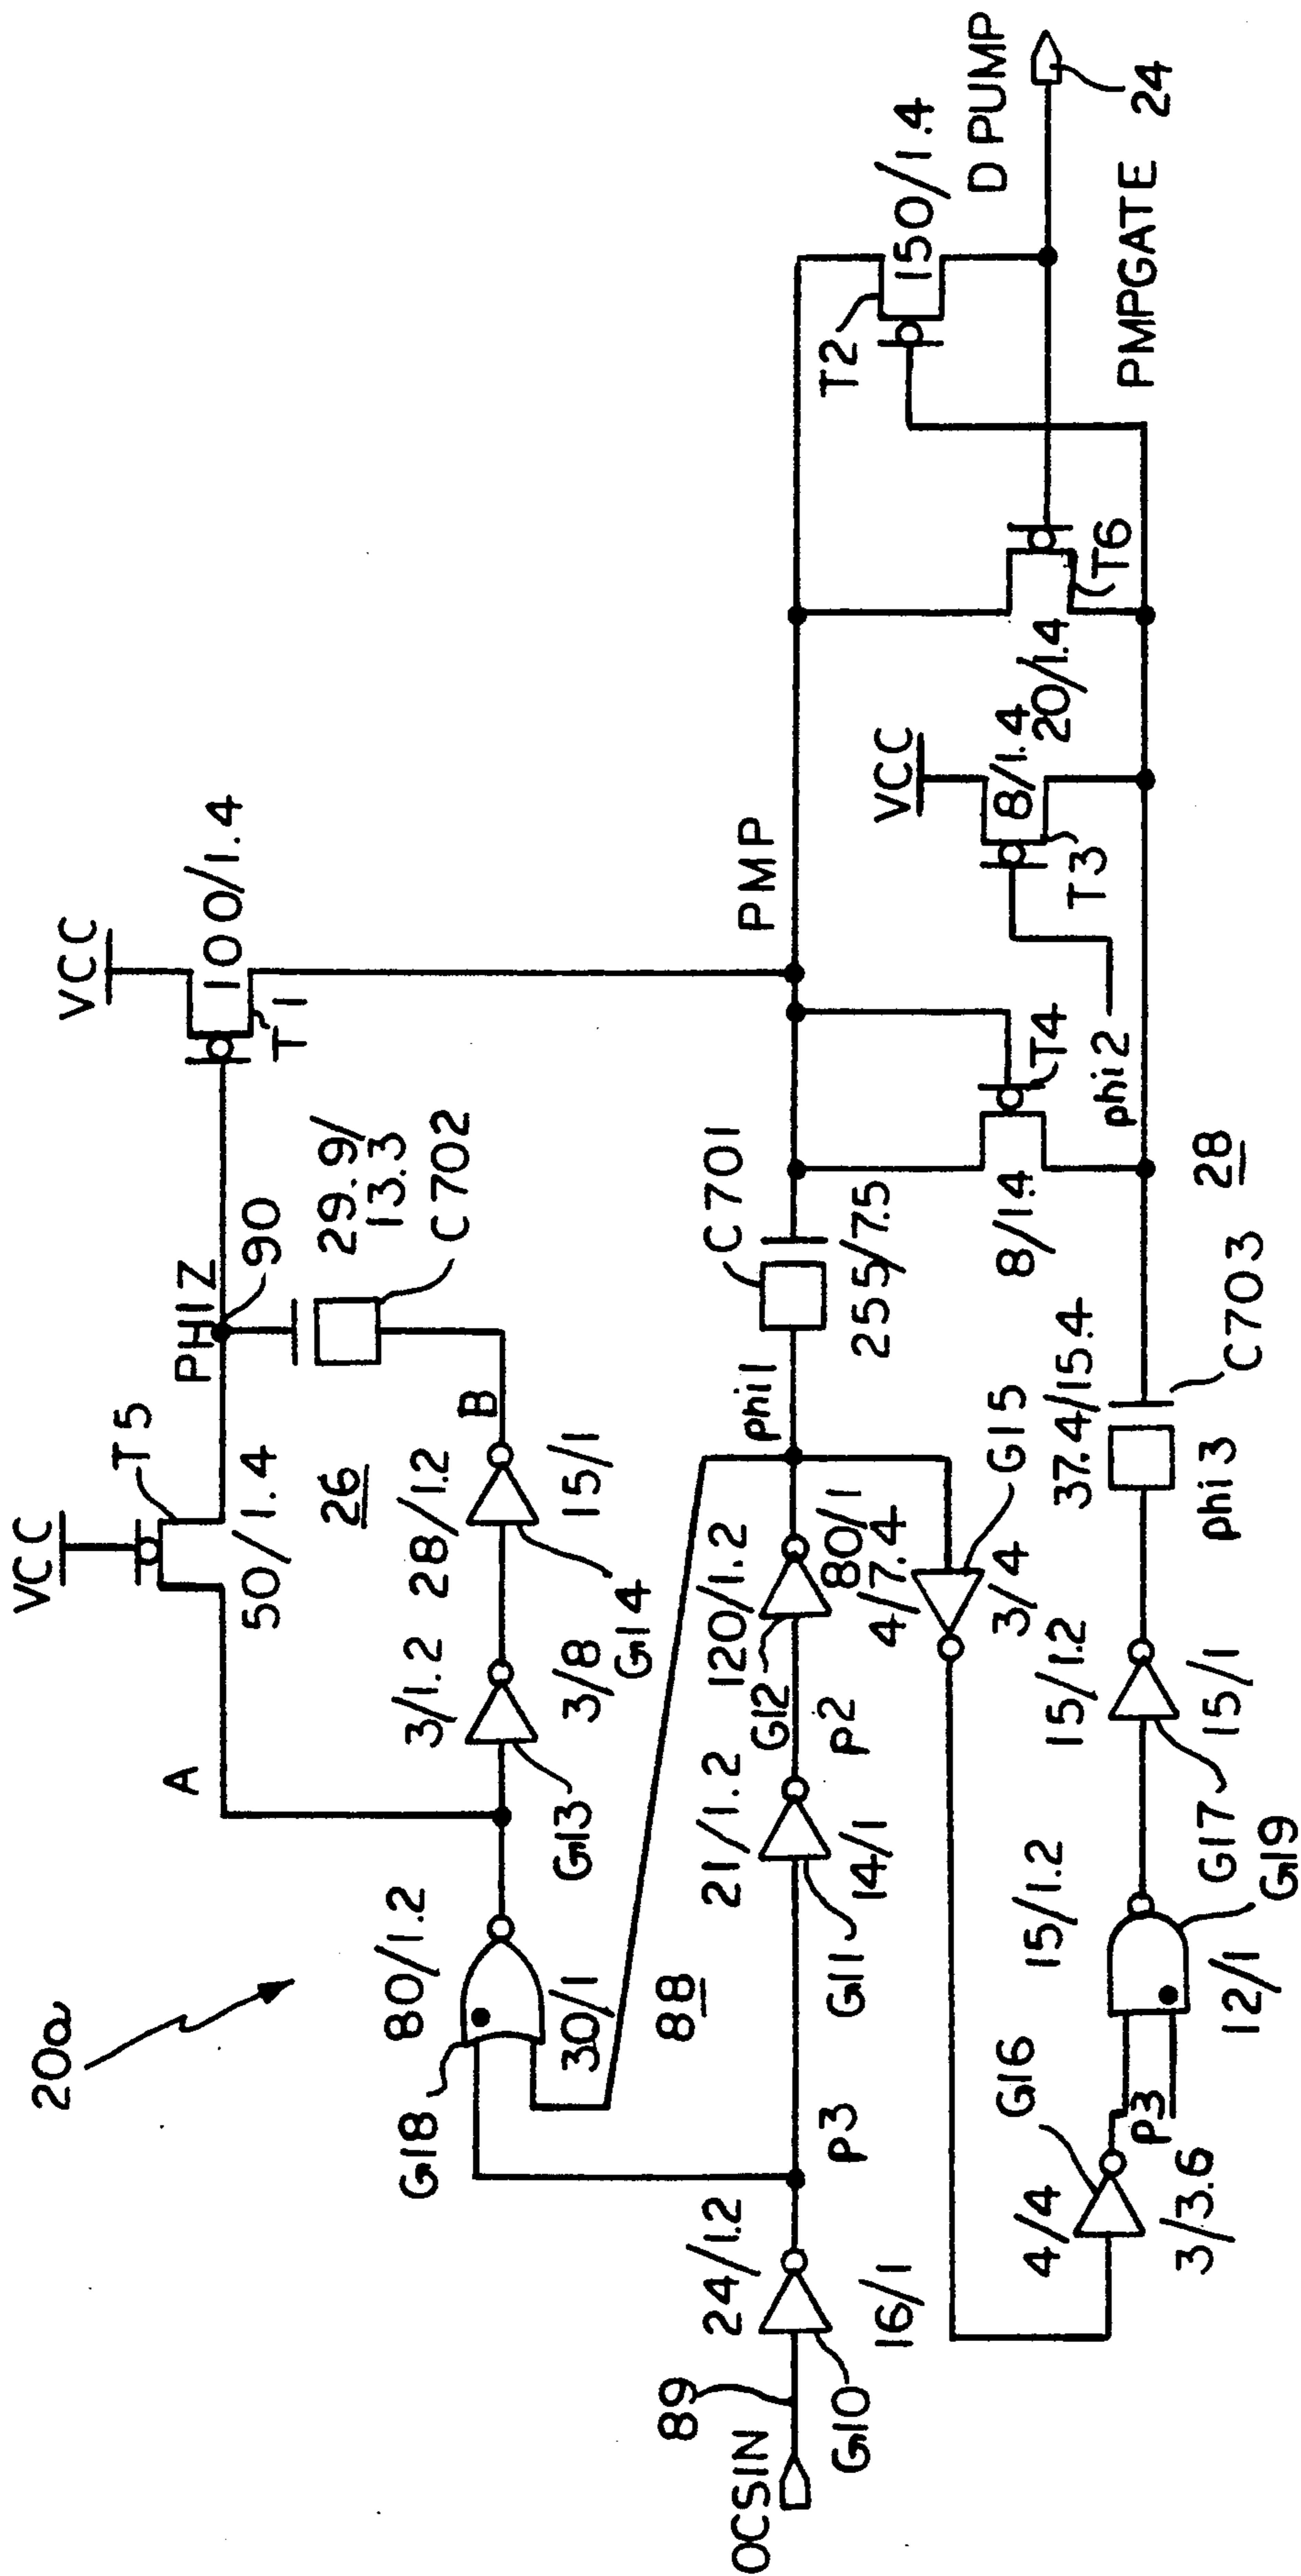 20a
VCC
T5
50/1.4
A
PHIZ
90
26
29.9/
13.3
C702
VCC
100/1.4
T1
80/1.2
G18
30/1
88
3/1.2
G13
3/8
28/1.2
G14
15/1
B
OCSIN
89
G10
24/1.2
16/1
p3
21/1.2
G11
14/1
p2
120/1.2
G12
80/1
phi1
C701
255/7.5
PMP
T2
150/1.4
D PUMP
24
4/7.4
G15
3/4
8/1.4
T4
phi2
VCC
8/1.4
T3
20/1.4
T6
PMPGATE
4/4
G16
3/3.6
p3
15/1.2
G19
12/1
15/1.2
G17
15/1
phi3
37.4/15.4
C703
28